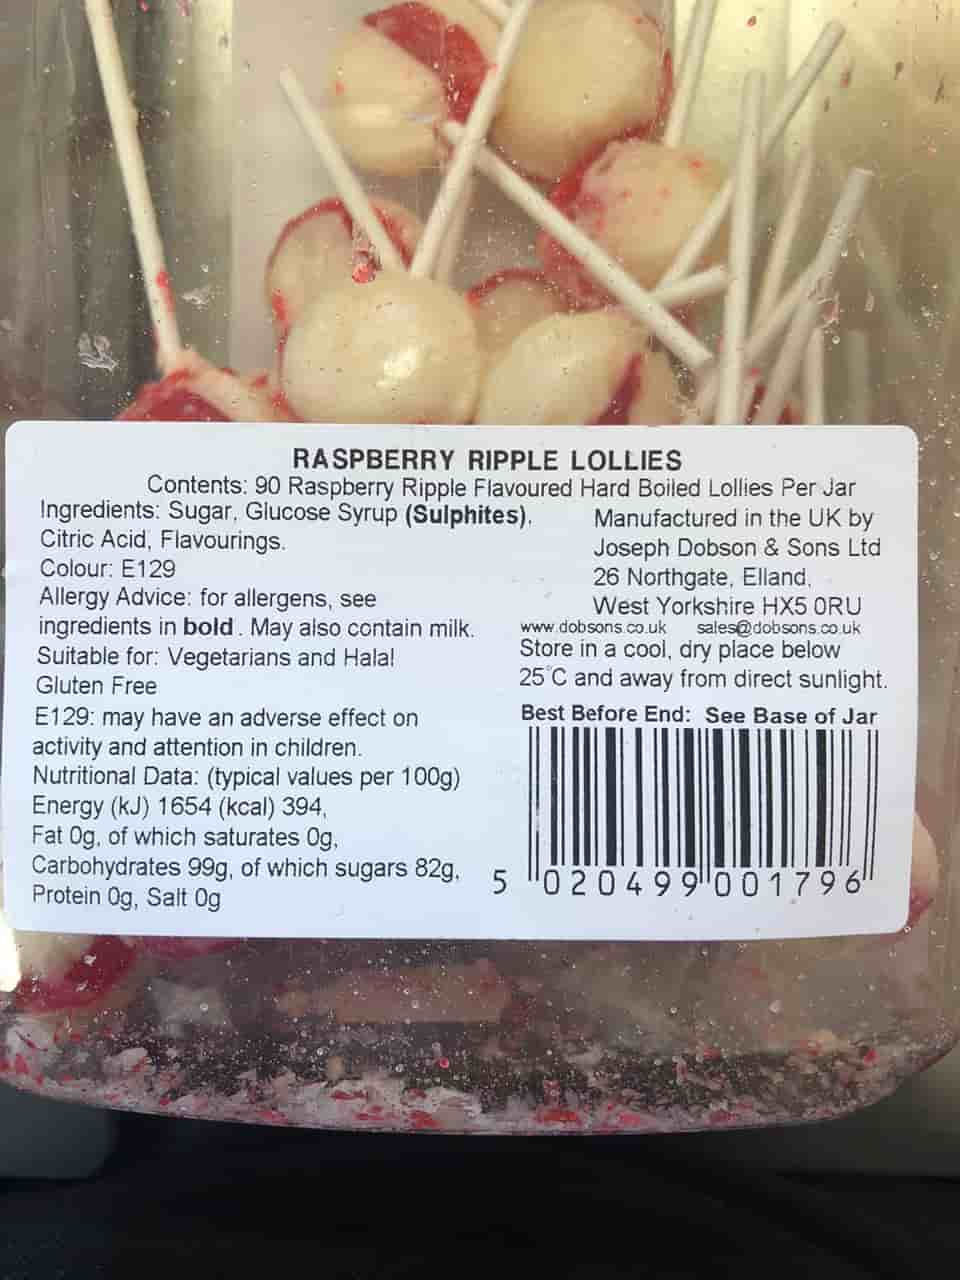 RASPBERRY RIPPLE LOLLIES
Contents: 90 Raspberry Ripple Flavoured Hard Boiled Lollies Per Jar
Ingredients: Sugar, Glucose Syrup (Sulphites),
Citric Acid, Flavourings.
Colour: E129
Allergy Advice: for allergens, see
ingredients in bold. May also contain milk.
Suitable for: Vegetarians and Halal
Gluten Free
E129: may have an adverse effect on
activity and attention in children.
Nutritional Data: (typical values per 100g)
Energy (kJ) 1654 (kcal) 394,
Fat 0g, of which saturates 0g,
Carbohydrates 99g, of which sugars 82g,
Protein 0g, Salt 0g
Manufactured in the UK by
Joseph Dobson & Sons Ltd
26 Northgate, Elland,
West Yorkshire HX5 0RU
www.dobsons.co.uk sales@dobsons.co.uk
Store in a cool, dry place below
25°C and away from direct sunlight.
Best Before End: See Base of Jar
5 020499 001796